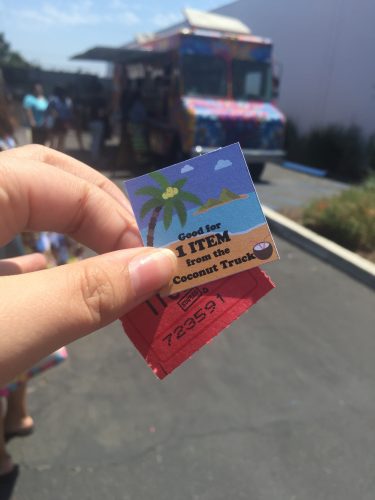 Good for
1 ITEM
from the
Coconut Truck
723591